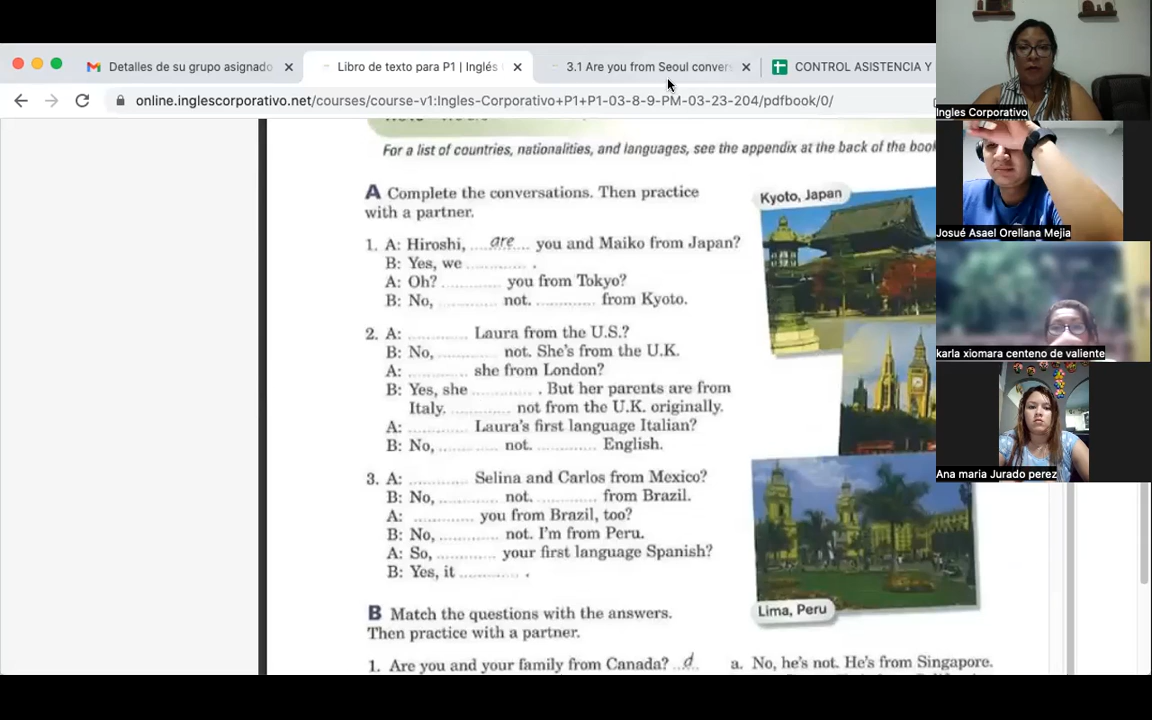 Detalles de su grupo asignado
Libro de texto para P1 | Inglés
3.1 Are you from Seoul conver
CONTROL ASISTENCIA Y
online.inglescorporativo.net/courses/course-v1:Ingles-Corporativo+P1+P1-03-8-9-PM-03-23-204/pdfbook/0/
For a list of countries, nationalities, and languages, see the appendix at the back of the book
A Complete the conversations. Then practice
with a partner.
1. A: Hiroshi, are you and Maiko from Japan?
B: Yes, we ............ .
A: Oh? ............ you from Tokyo?
B: No, ............ not. ............ from Kyoto.
2. A: ............ Laura from the U.S.?
B: No, ............ not. She's from the U.K.
A: ............ she from London?
B: Yes, she ............ . But her parents are from
Italy. ............ not from the U.K. originally.
A: ............ Laura's first language Italian?
B: No, ............ not. ............ English.
3. A: ............ Selina and Carlos from Mexico?
B: No, ............ not. ............ from Brazil.
A: ............ you from Brazil, too?
B: No, ............ not. I'm from Peru.
A: So, ............ your first language Spanish?
B: Yes, it ............ .
Kyoto, Japan
Lima, Peru
B Match the questions with the answers.
Then practice with a partner.
1. Are you and your family from Canada? d
a. No, he's not. He's from Singapore.
Ingles Corporativo
Josué Asael Orellana Mejia
karla xiomara centeno de valiente
Ana maria Jurado perez